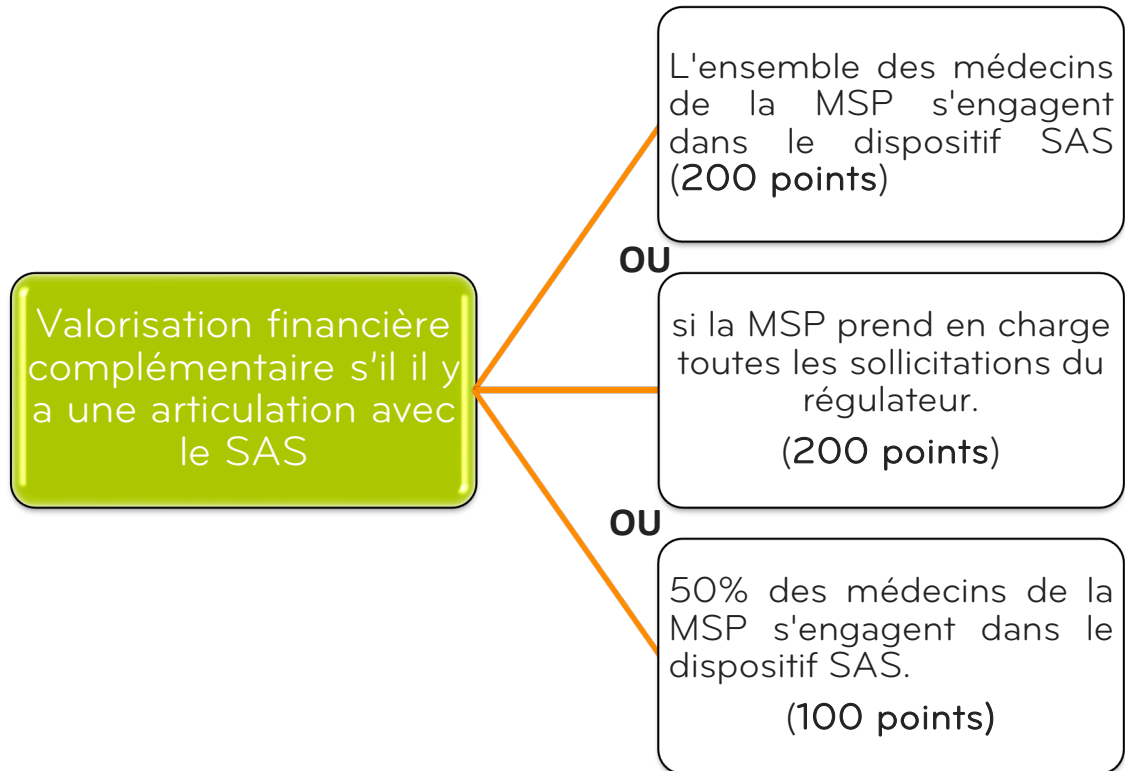 L'ensemble des médecins
de la MSP s'engagent
dans le dispositif SAS
(200 points)
OU
Valorisation financière
complémentaire s'il il y
a une articulation avec
le SAS
si la MSP prend en charge
toutes les sollicitations du
régulateur.
(200 points)
OU
50% des médecins de la
MSP s'engagent dans le
dispositif SAS.
(100 points)